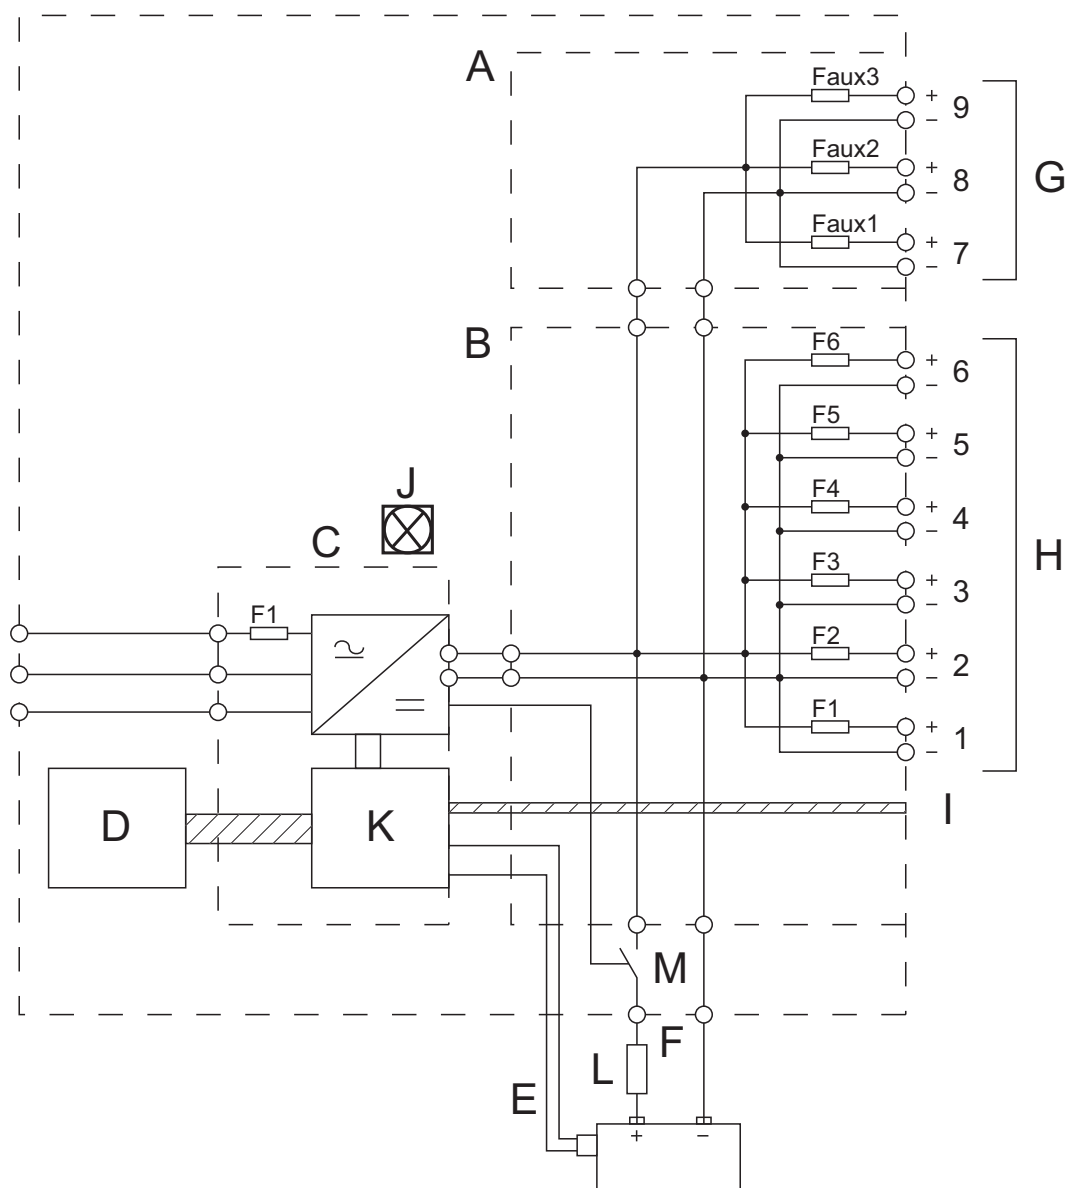 A
Faux3
+ 9
−
Faux2
+ 8
−
Faux1
+ 7
−
G
B
F6
+ 6
−
F5
+ 5
−
F4
+ 4
−
F3
+ 3
−
F2
+ 2
−
F1
+ 1
−
H
J
C
F1
D
K
I
M
F
L
E
+ −